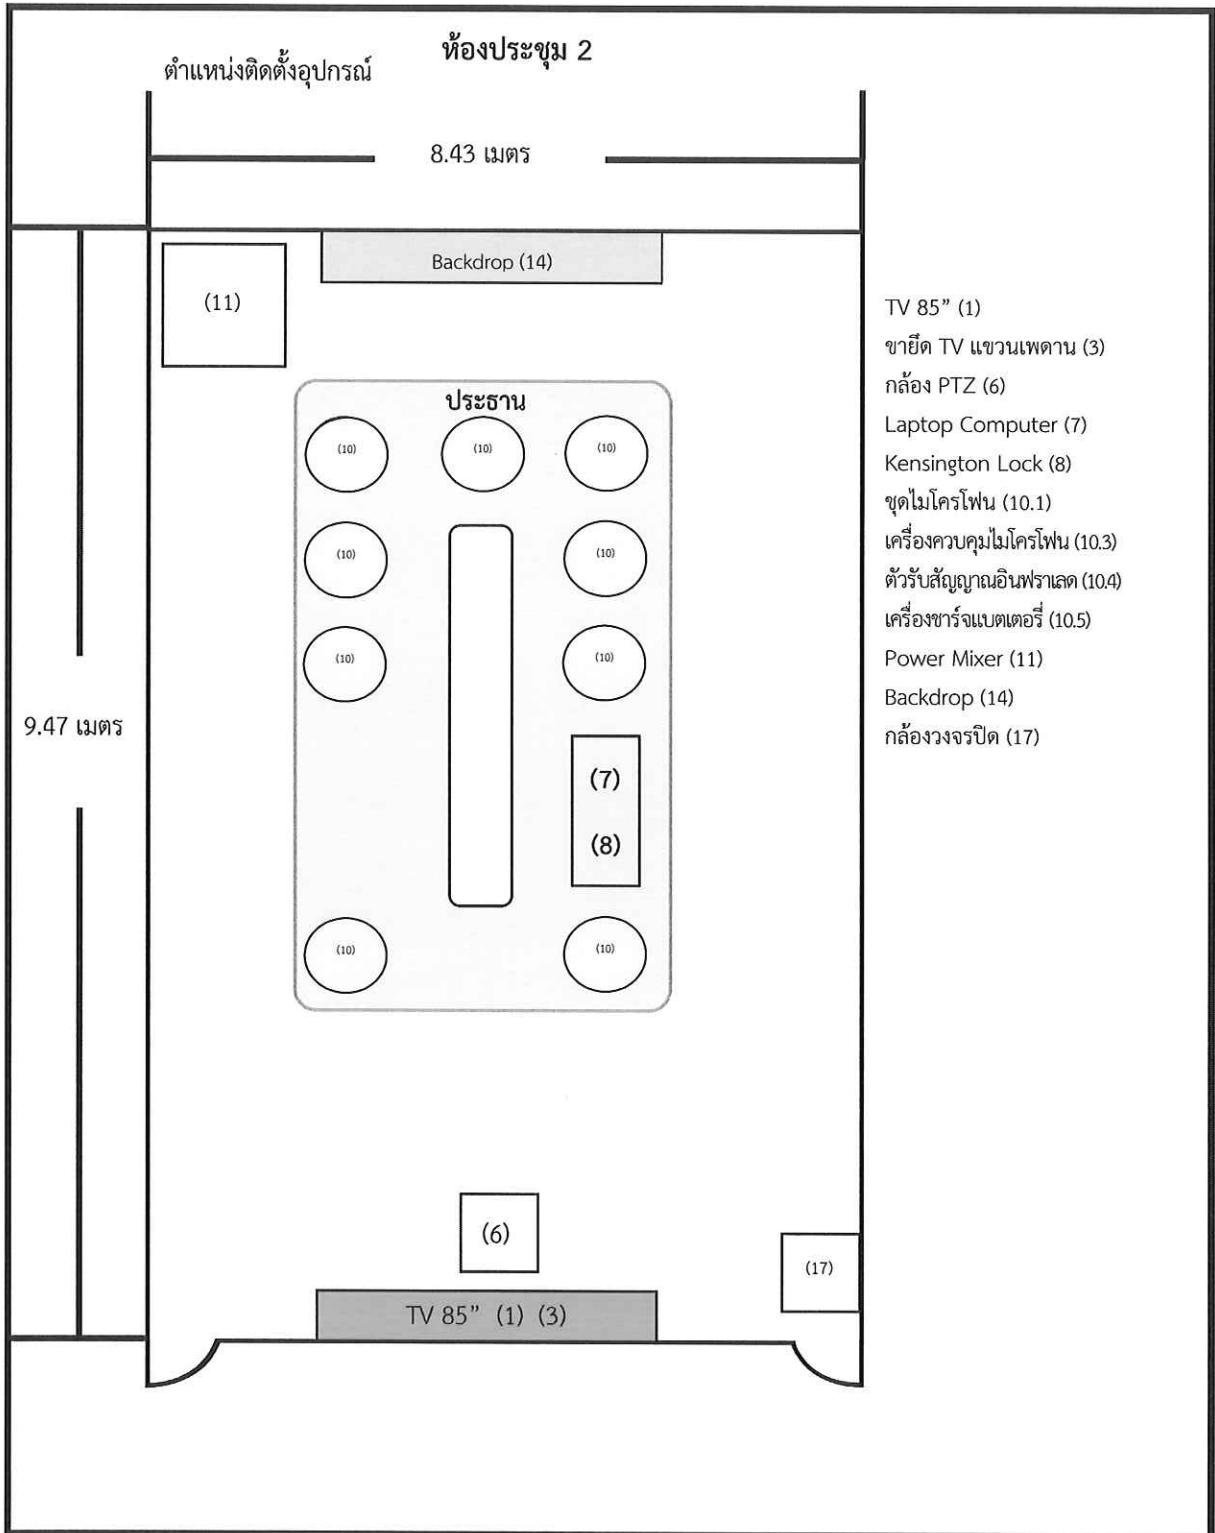 ห้องประชุม 2
ตำแหน่งติดตั้งอุปกรณ์
8.43 เมตร
Backdrop (14)
(11)
ประธาน
(10) (10) (10)
(10) (10)
(10) (10)
9.47 เมตร
(7)
(8)
(10) (10)
(6)
(17)
TV 85” (1) (3)
TV 85” (1)
ขายึด TV แขวนเพดาน (3)
กล้อง PTZ (6)
Laptop Computer (7)
Kensington Lock (8)
ชุดไมโครโฟน (10.1)
เครื่องควบคุมไมโครโฟน (10.3)
ตัวรับสัญญาณอินฟราเลด (10.4)
เครื่องชาร์จแบตเตอรี่ (10.5)
Power Mixer (11)
Backdrop (14)
กล้องวงจรปิด (17)